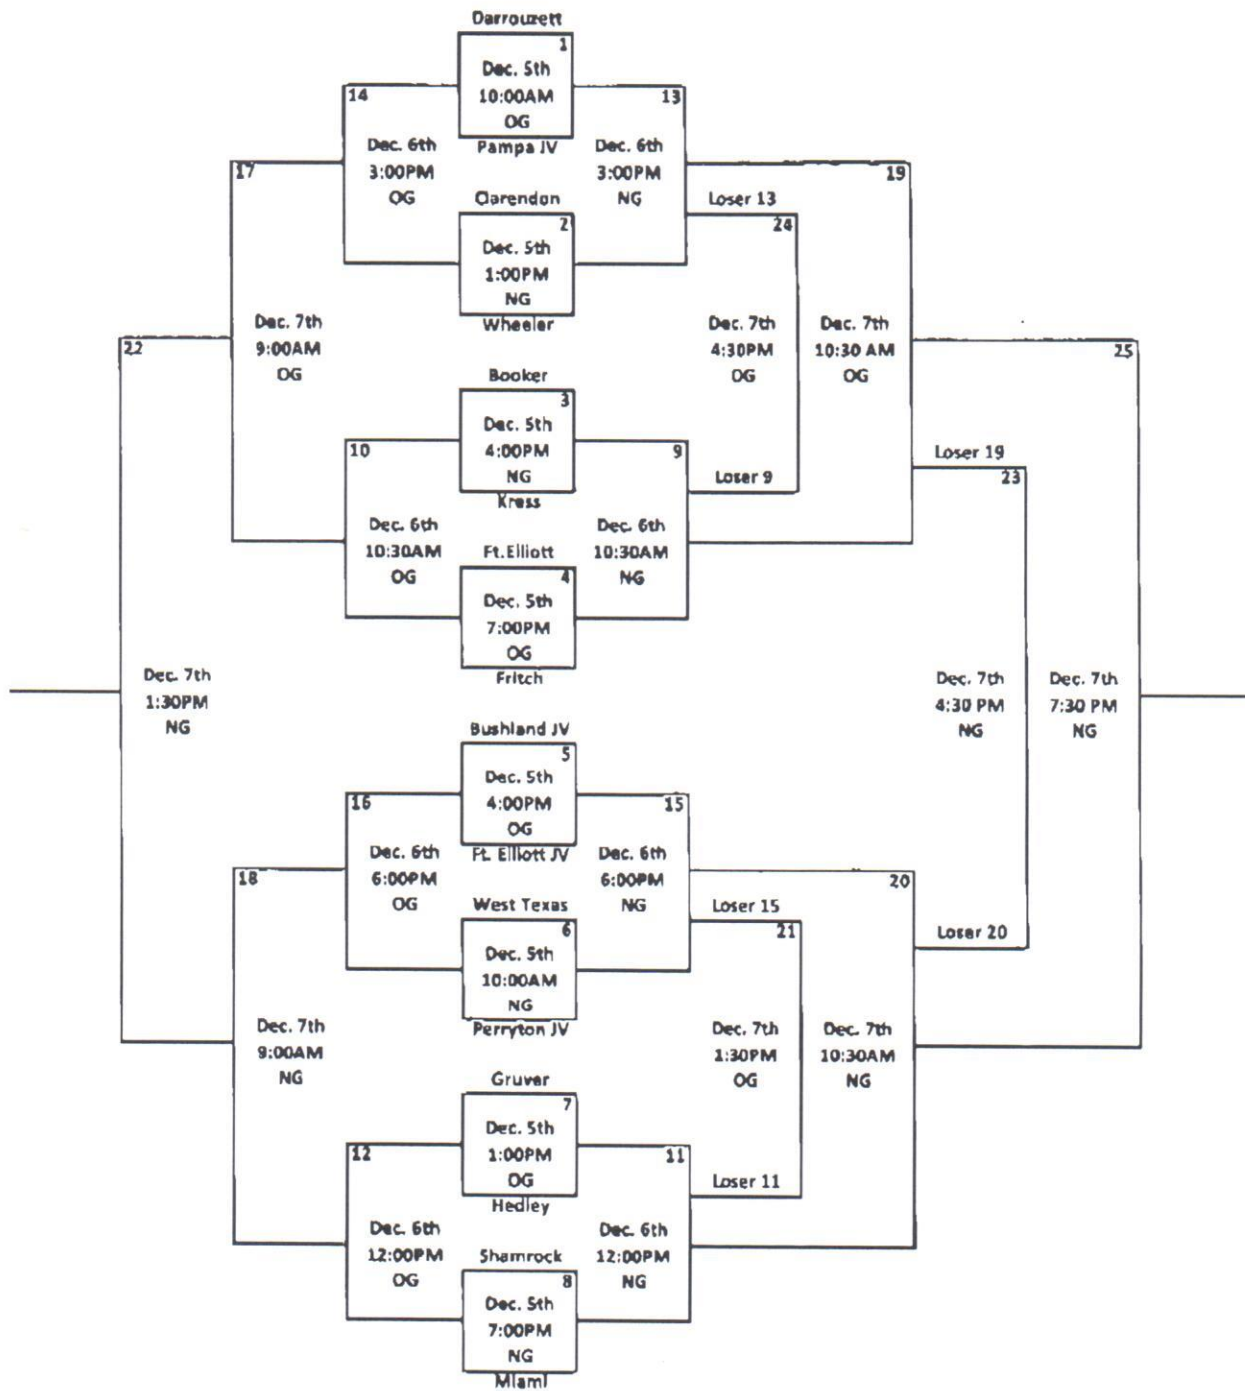 Darrouzett
1
Dec. 5th
10:00AM
OG
Pampa JV
14
Dec. 6th
3:00PM
OG
13
Dec. 6th
3:00PM
NG
Clarendon
2
Dec. 5th
1:00PM
NG
Wheeler
17
Dec. 7th
9:00AM
OG
Loser 13
24
Dec. 7th
4:30PM
OG
19
Dec. 7th
10:30 AM
OG
Booker
3
Dec. 5th
4:00PM
NG
Kress
10
Dec. 6th
10:30AM
OG
9
Dec. 6th
10:30AM
NG
Loser 9
Ft.Elliott
4
Dec. 5th
7:00PM
OG
Fritch
22
Dec. 7th
1:30PM
NG
25
Dec. 7th
7:30 PM
NG
Loser 19
23
Dec. 7th
4:30 PM
NG
Bushland JV
5
Dec. 5th
4:00PM
OG
Ft. Elliott JV
16
Dec. 6th
6:00PM
OG
15
Dec. 6th
6:00PM
NG
West Texas
6
Dec. 5th
10:00AM
NG
Perryton JV
18
Dec. 7th
9:00AM
NG
Loser 15
21
Dec. 7th
1:30PM
OG
20
Dec. 7th
10:30AM
NG
Loser 20
Gruver
7
Dec. 5th
1:00PM
OG
Hedley
12
Dec. 6th
12:00PM
OG
11
Dec. 6th
12:00PM
NG
Loser 11
Shamrock
8
Dec. 5th
7:00PM
NG
Miami